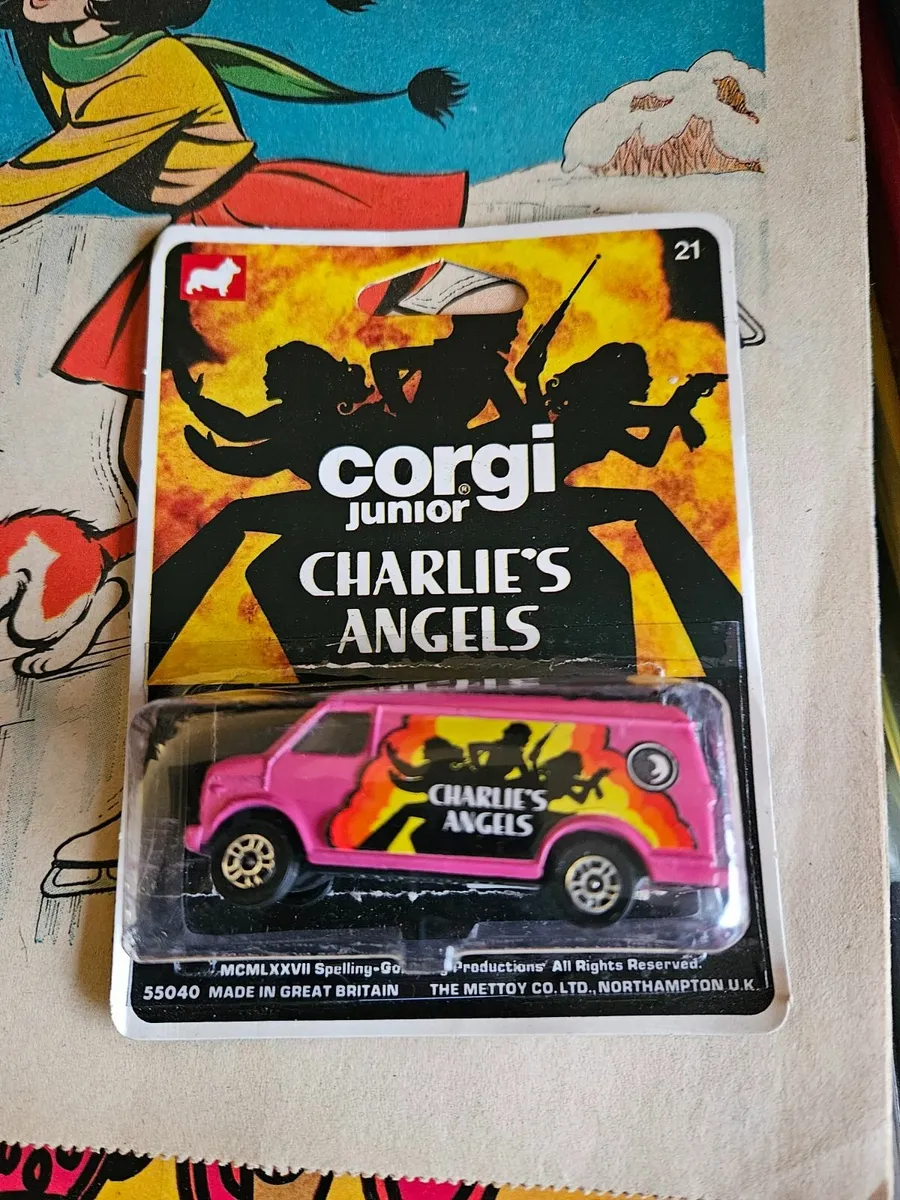 21
corgi®
junior
CHARLIE'S
ANGELS
CHARLIE'S
ANGELS
MCMLXXVII Spelling-Go Productions All Rights Reserved.
55040 MADE IN GREAT BRITAIN THE METTOY CO. LTD., NORTHAMPTON U.K.